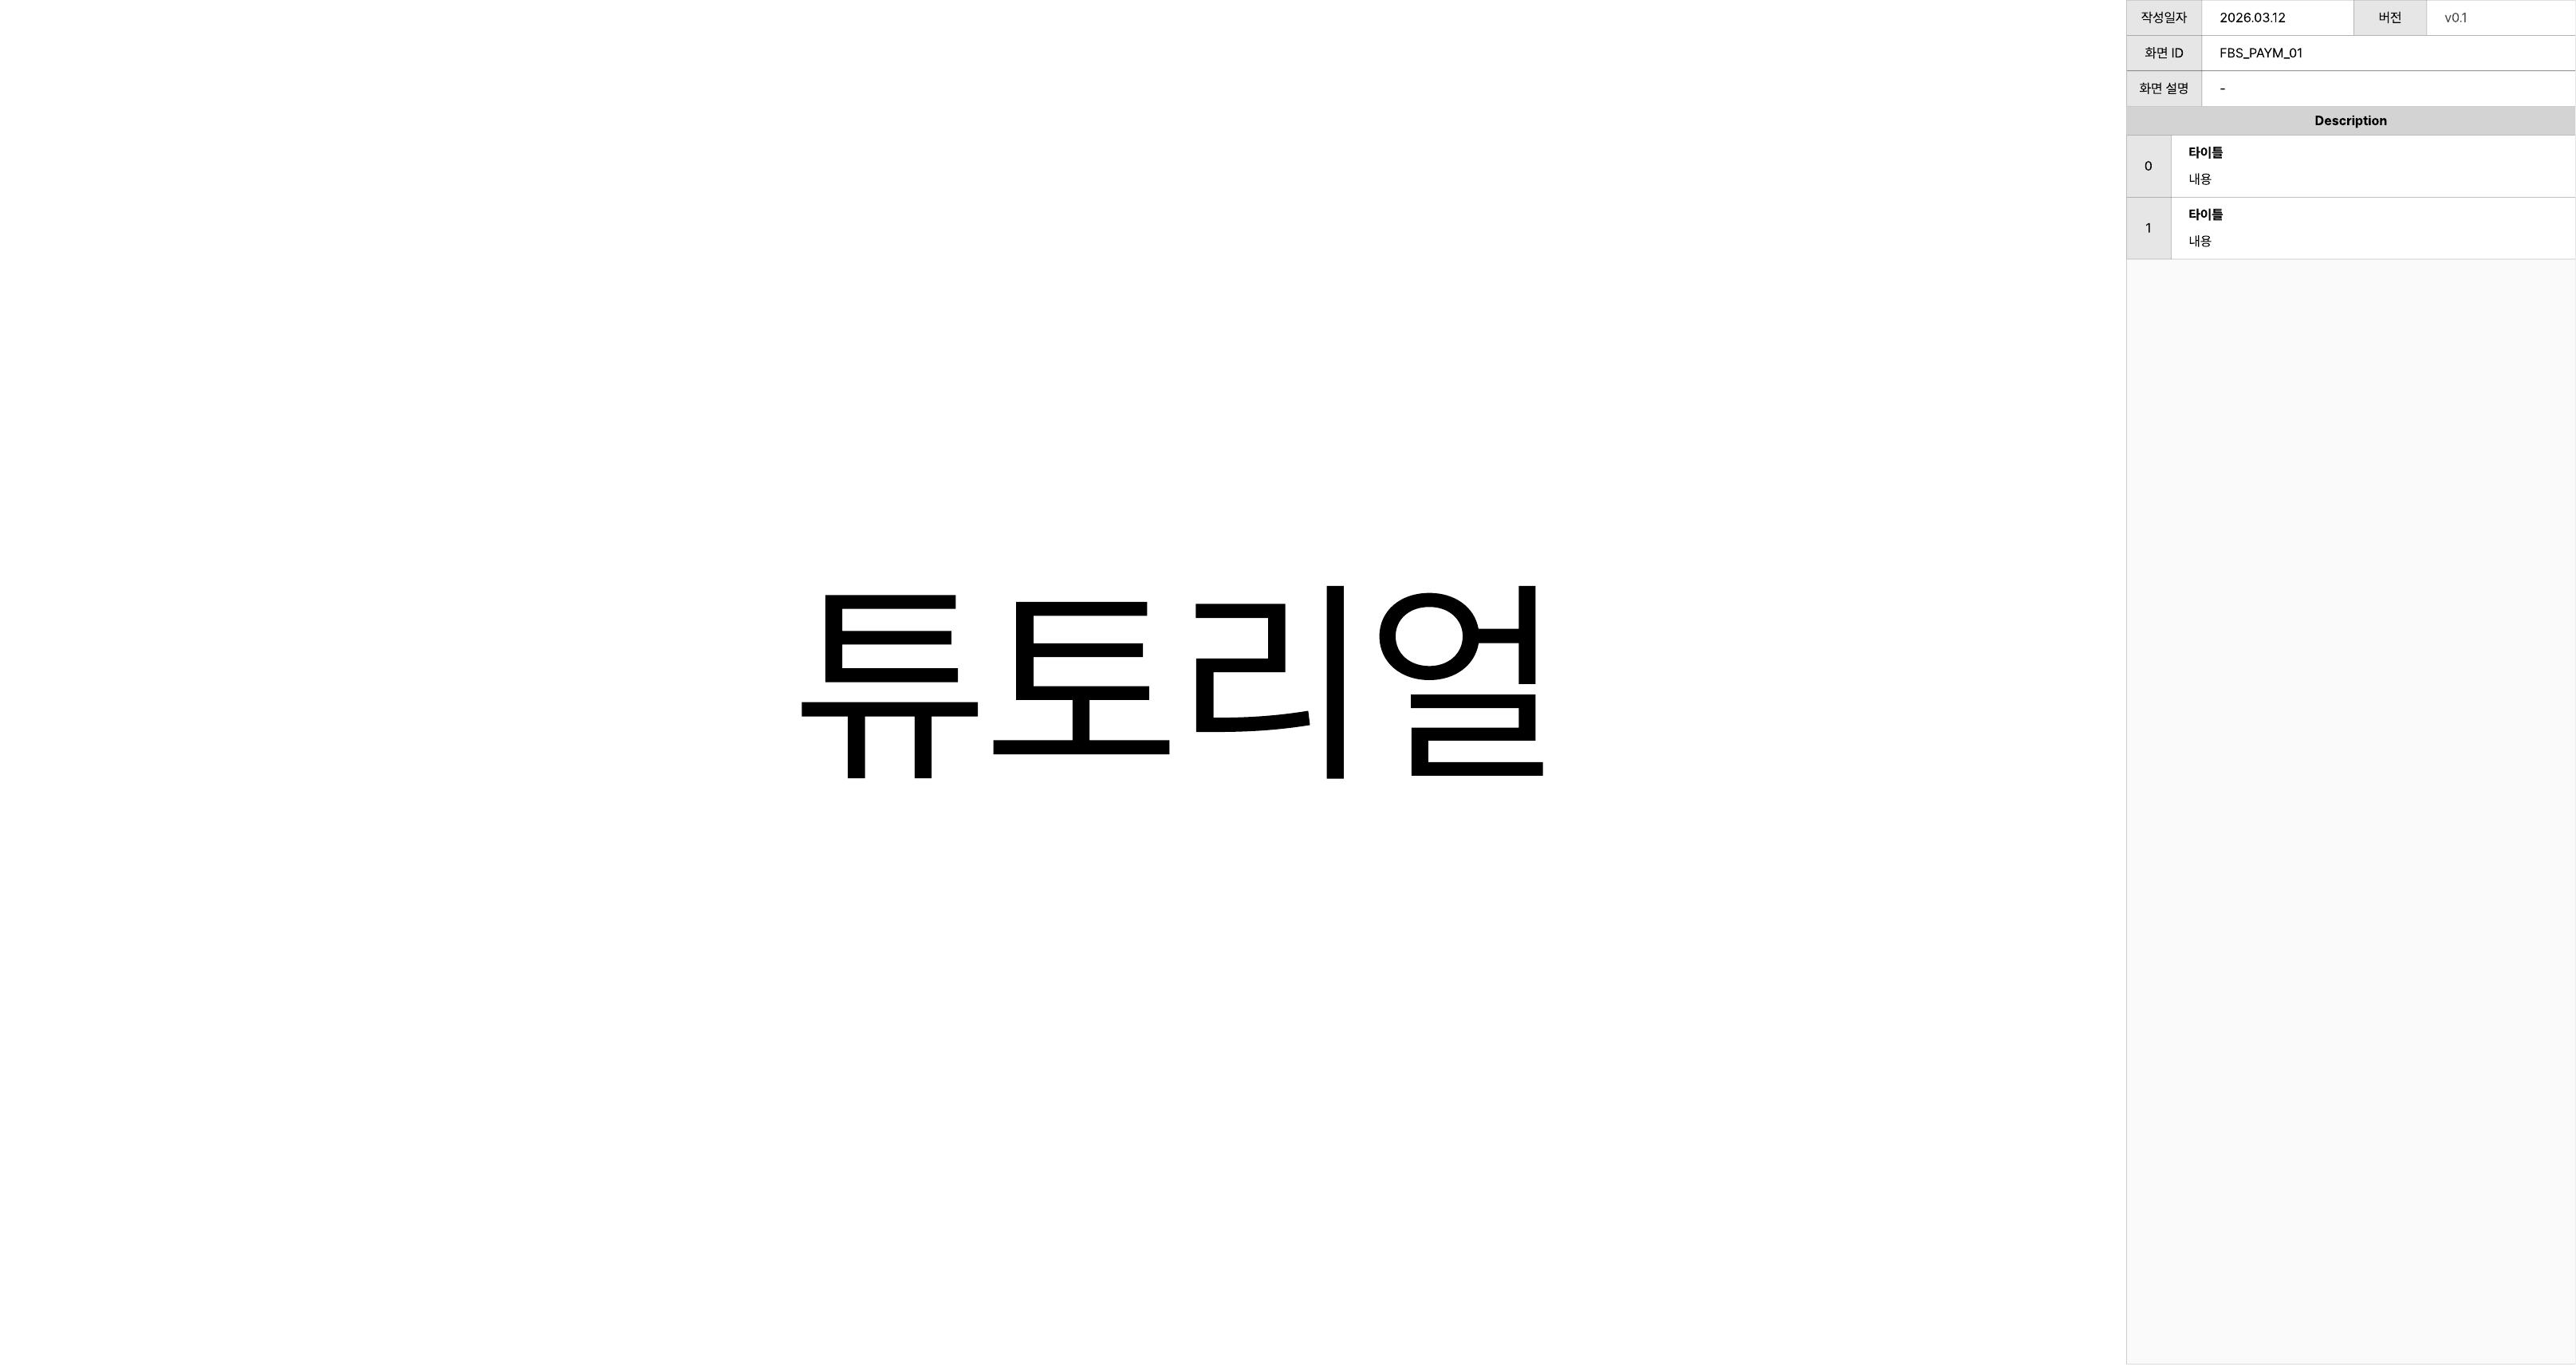 튜토리얼
작성일자 2026.03.12 버전 v0.1
화면 ID FBS_PAYM_01
화면 설명 -
Description
0 타이틀
내용
1 타이틀
내용